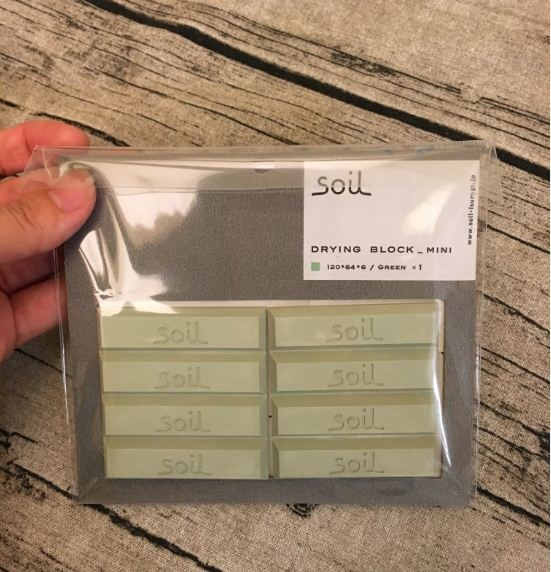 soil
www.soil-isurugi.jp
DRYING BLOCK_MINI
120*64*6 / GREEN ×1
soil soil
soil soil
soil soil
soil soil